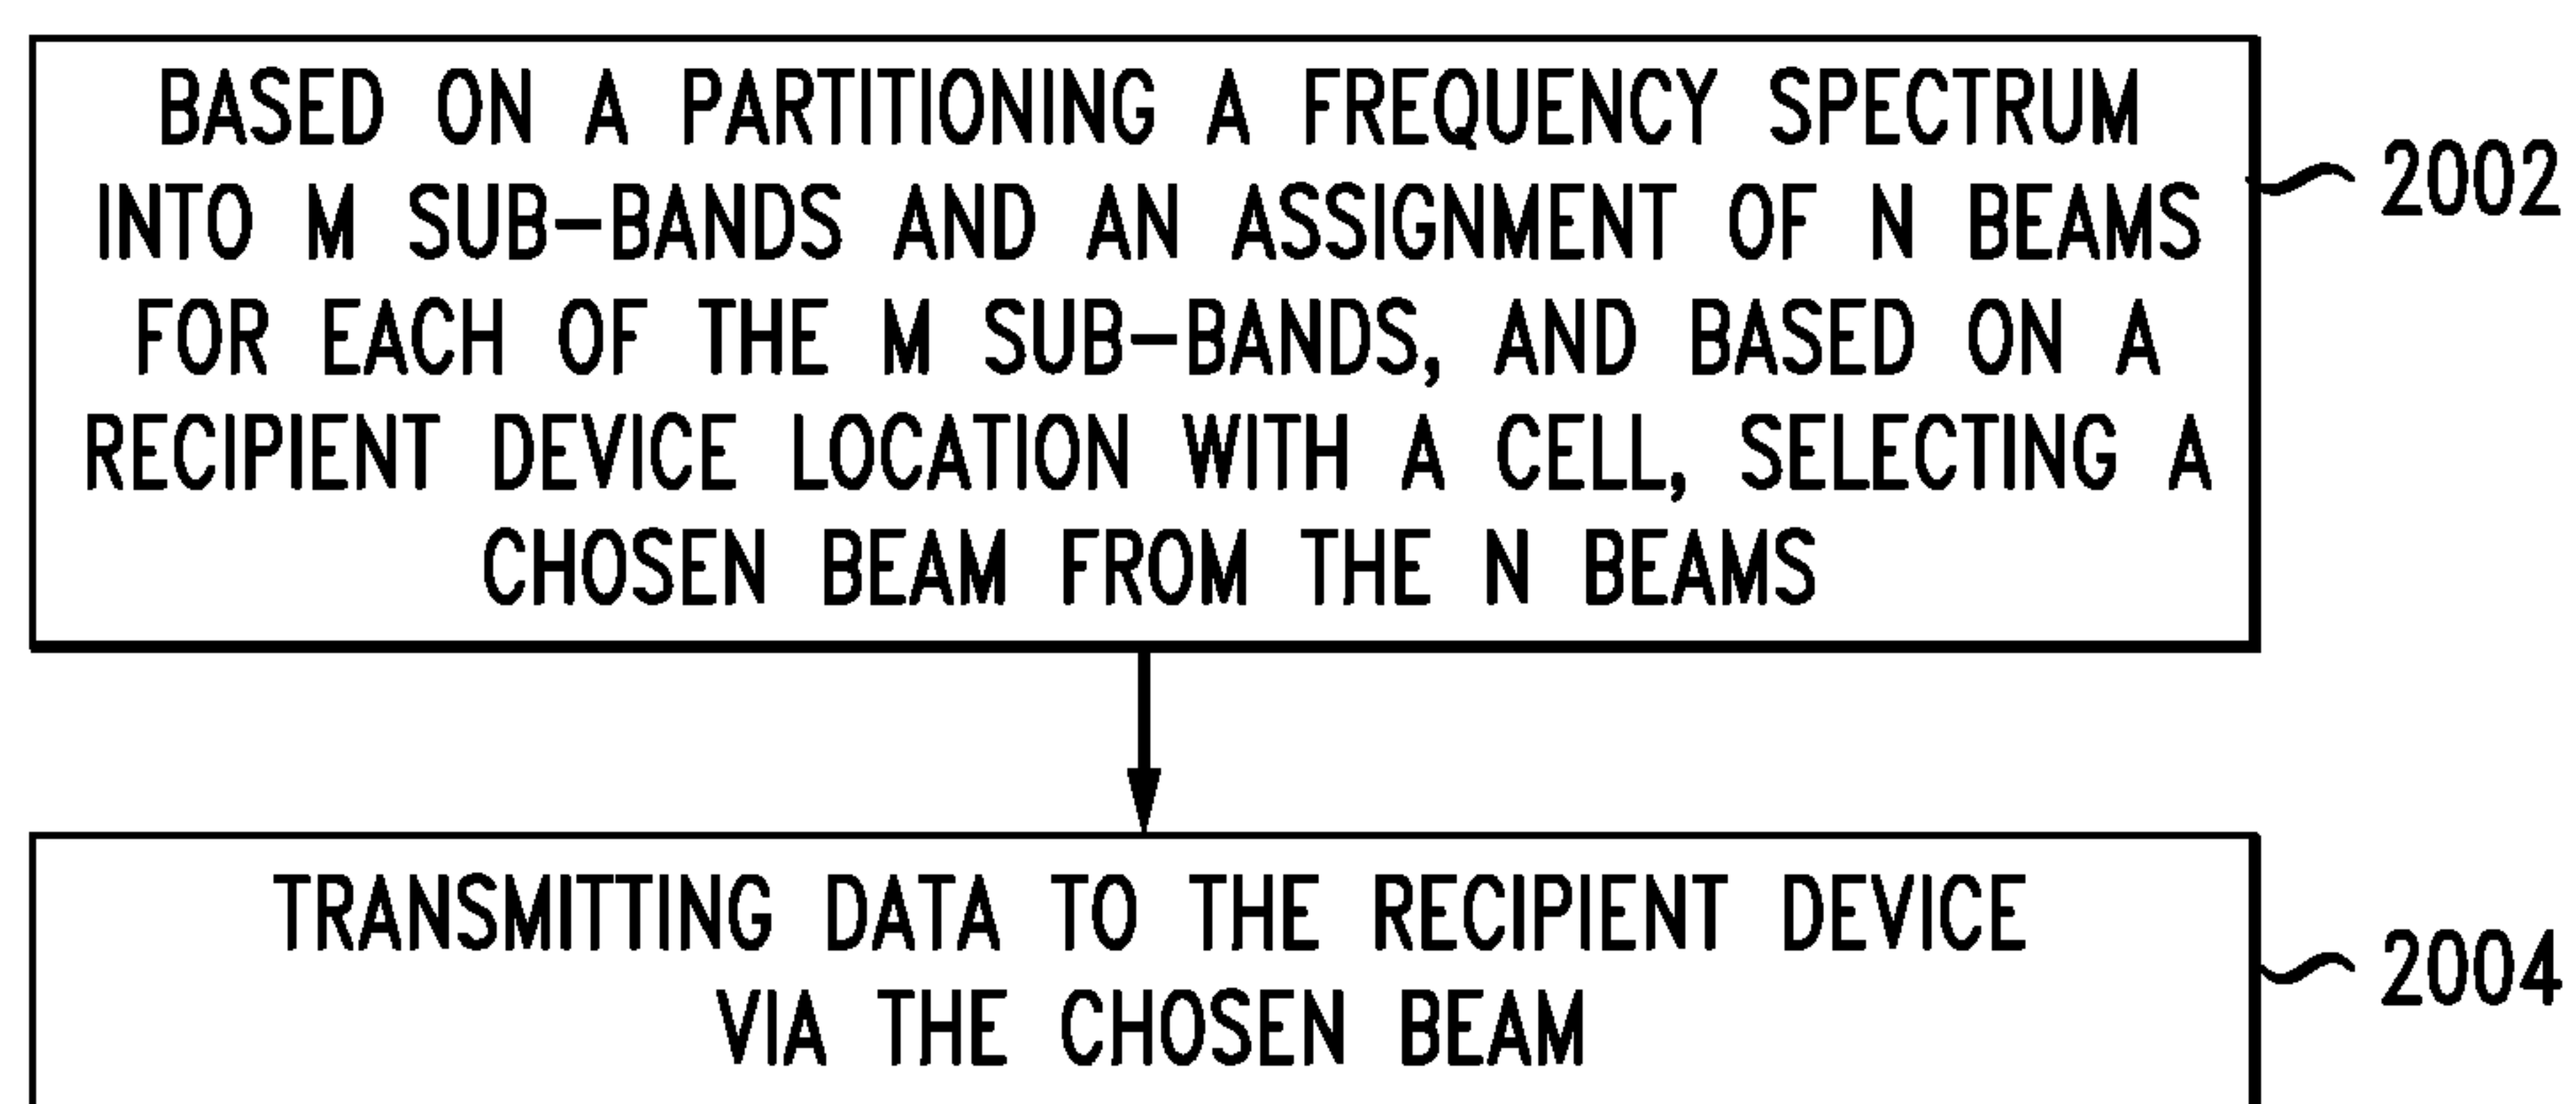 BASED ON A PARTITIONING A FREQUENCY SPECTRUM
INTO M SUB-BANDS AND AN ASSIGNMENT OF N BEAMS
FOR EACH OF THE M SUB-BANDS, AND BASED ON A
RECIPIENT DEVICE LOCATION WITH A CELL, SELECTING A
CHOSEN BEAM FROM THE N BEAMS
2002
TRANSMITTING DATA TO THE RECIPIENT DEVICE
VIA THE CHOSEN BEAM
2004